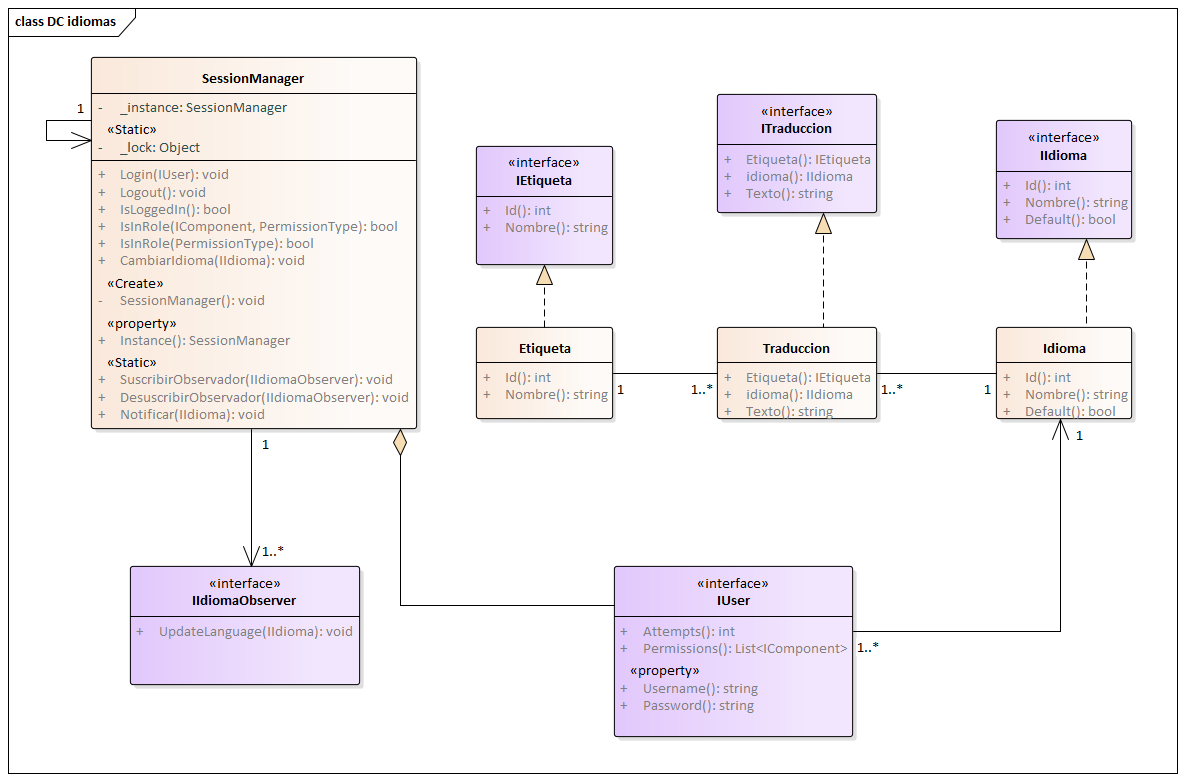 class DC idiomas
SessionManager
- _instance: SessionManager
«Static»
- _lock: Object
+ Login(IUser): void
+ Logout(): void
+ IsLoggedIn(): bool
+ IsInRole(IComponent, PermissionType): bool
+ IsInRole(PermissionType): bool
+ CambiarIdioma(IIdioma): void
«Create»
- SessionManager(): void
«property»
+ Instance(): SessionManager
«Static»
+ SuscribirObservador(IIdiomaObserver): void
+ DesuscribirObservador(IIdiomaObserver): void
+ Notificar(IIdioma): void
1
«interface»
IEtiqueta
+ Id(): int
+ Nombre(): string
«interface»
ITraduccion
+ Etiqueta(): IEtiqueta
+ idioma(): IIdioma
+ Texto(): string
«interface»
IIdioma
+ Id(): int
+ Nombre(): string
+ Default(): bool
Etiqueta
+ Id(): int
+ Nombre(): string
1
1..*
Traduccion
+ Etiqueta(): IEtiqueta
+ idioma(): IIdioma
+ Texto(): string
1..*
1
Idioma
+ Id(): int
+ Nombre(): string
+ Default(): bool
1
1
1..*
«interface»
IIdiomaObserver
+ UpdateLanguage(IIdioma): void
«interface»
IUser
+ Attempts(): int
+ Permissions(): List<IComponent>
«property»
+ Username(): string
+ Password(): string
1..*